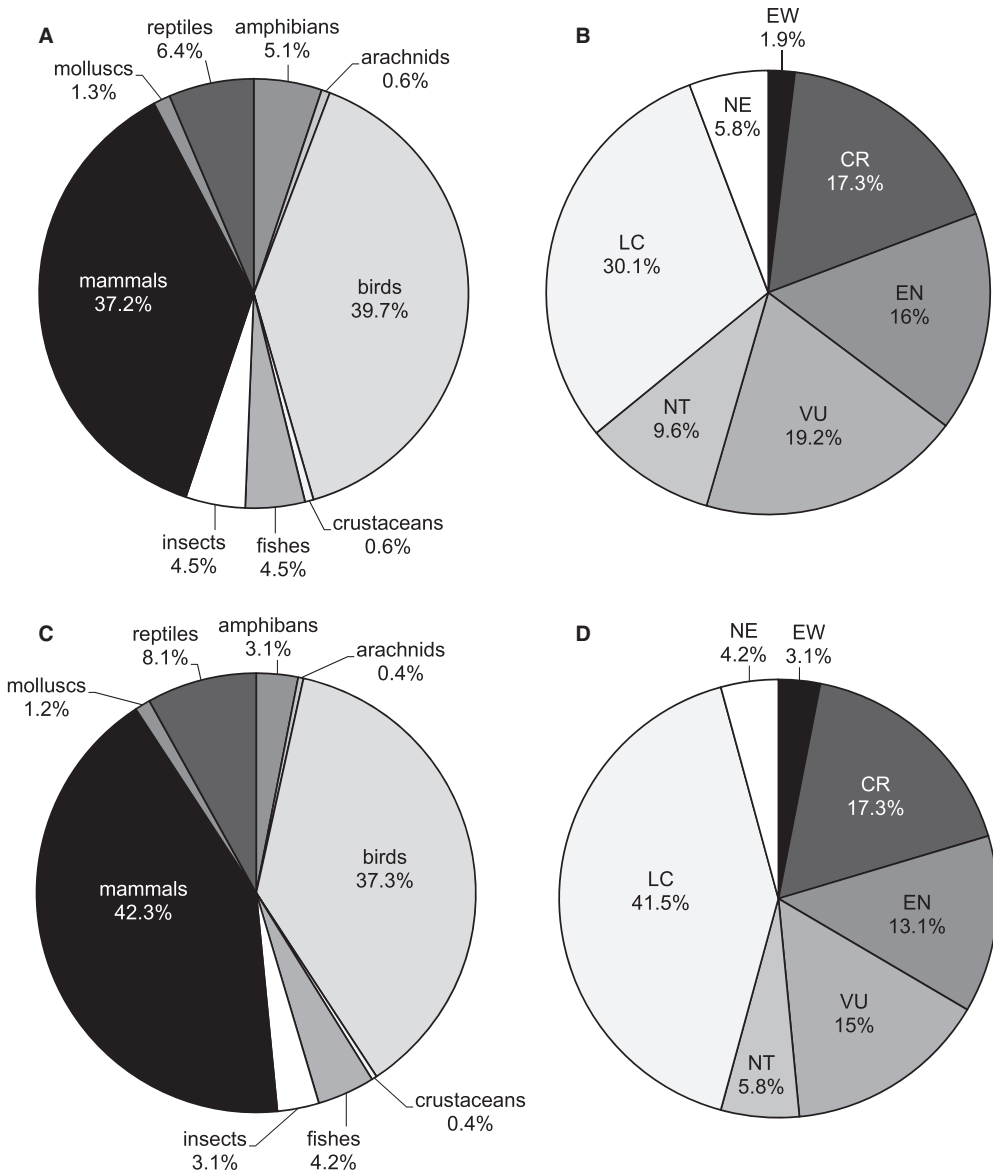 A
reptiles
6.4%
amphibians
5.1%
arachnids
0.6%
molluscs
1.3%
mammals
37.2%
birds
39.7%
insects
4.5%
fishes
4.5%
crustaceans
0.6%
B
EW
1.9%
NE
5.8%
CR
17.3%
LC
30.1%
EN
16%
NT
9.6%
VU
19.2%
C
reptiles
8.1%
amphibans
3.1%
arachnids
0.4%
molluscs
1.2%
mammals
42.3%
birds
37.3%
insects
3.1%
fishes
4.2%
crustaceans
0.4%
D
NE
4.2%
EW
3.1%
CR
17.3%
LC
41.5%
EN
13.1%
VU
15%
NT
5.8%